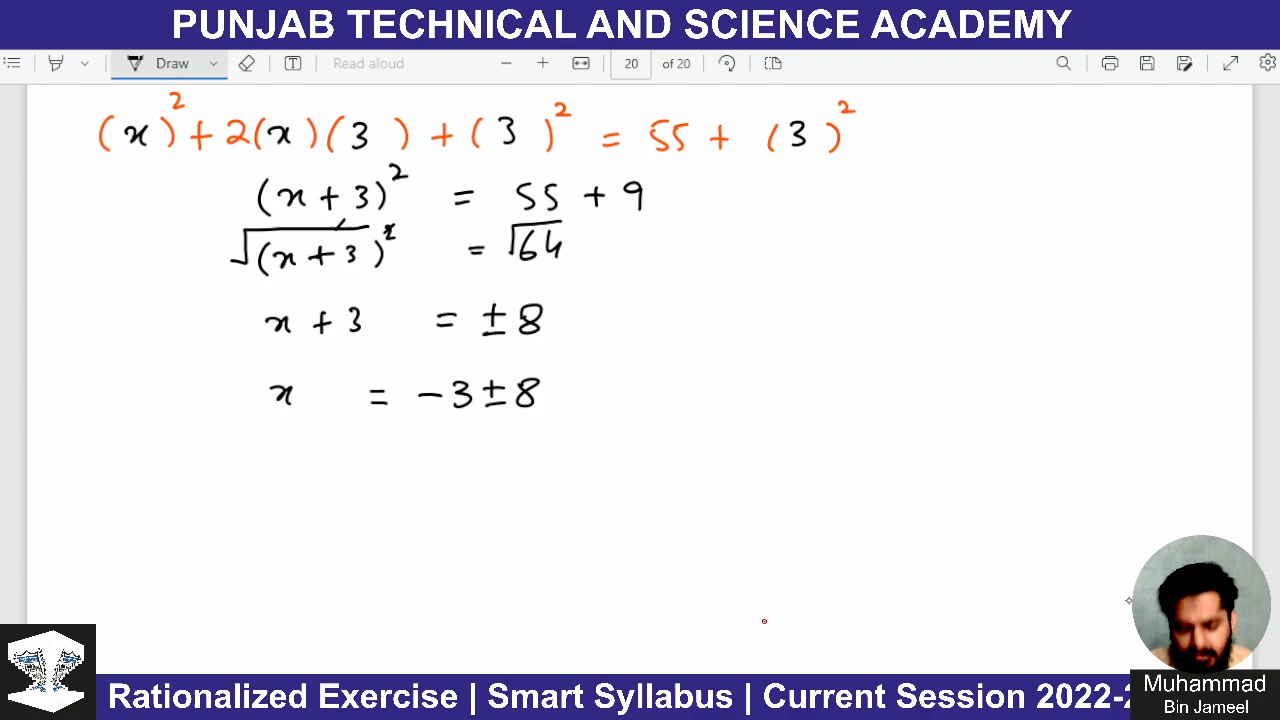 PUNJAB TECHNICAL AND SCIENCE ACADEMY
Draw Read aloud 20 of 20
(x)² + 2(x)(3) + (3)² = 55 + (3)²
(x + 3)² = 55 + 9
√(x + 3)² = √64
x + 3 = ± 8
x = - 3 ± 8
Muhammad
Bin Jameel
Rationalized Exercise | Smart Syllabus | Current Session 2022-2